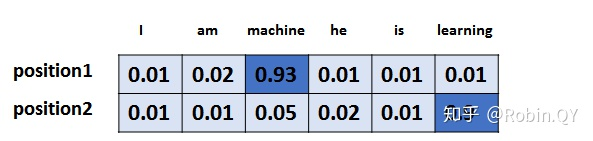 I am machine he is learning
position1 0.01 0.02 0.93 0.01 0.01 0.01
position2 0.01 0.01 0.05 0.02 0.01
知乎 @Robin.QY